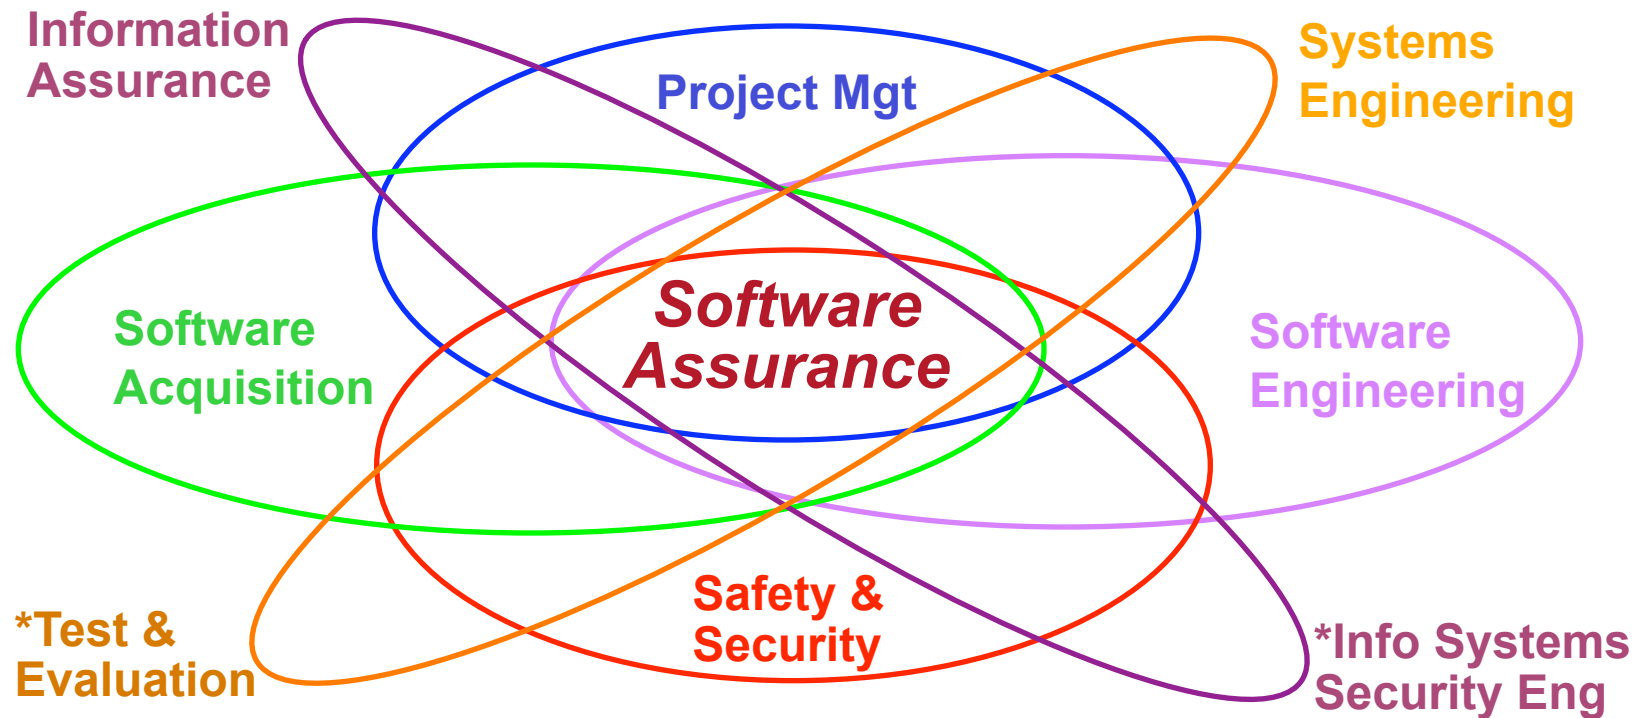 Information
Assurance
Project Mgt
Systems
Engineering
Software
Acquisition
Software
Assurance
Software
Engineering
*Test &
Evaluation
Safety &
Security
*Info Systems
Security Eng